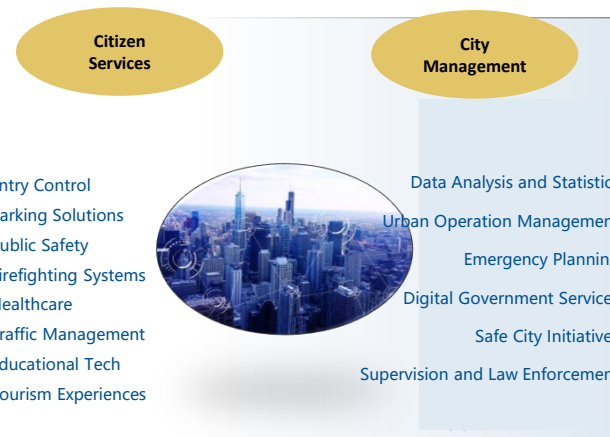 Citizen
Services
ntry Control
arking Solutions
ublic Safety
irefighting Systems
ealthcare
raffic Management
ducational Tech
ourism Experiences
City
Management
Data Analysis and Statistic
Urban Operation Managemen
Emergency Plannin
Digital Government Service
Safe City Initiative
Supervision and Law Enforcemen